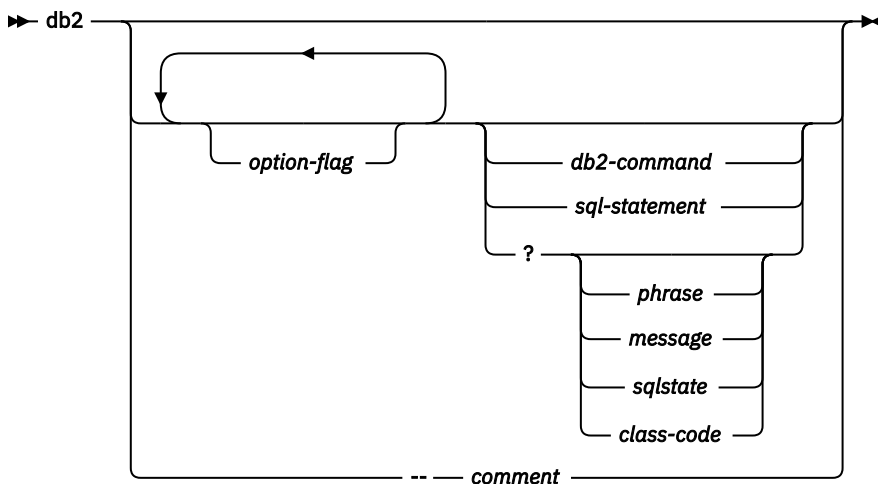 db2
option-flag
db2-command
sql-statement
?
phrase
message
sqlstate
class-code
-- comment